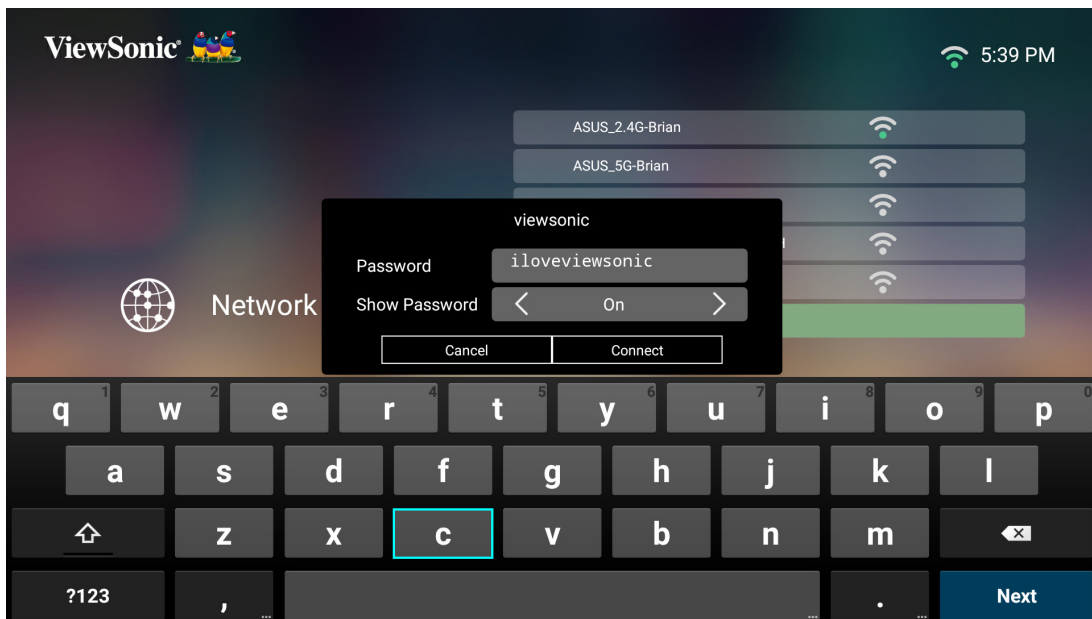 ViewSonic®
5:39 PM
ASUS_2.4G-Brian
ASUS_5G-Brian
viewsonic
Password iloveviewsonic
Show Password On
Cancel Connect
Network
q 1 w 2 e 3 r 4 t 5 y 6 u 7 i 8 o 9 p 0
a s d f g h j k l
z x c v b n m
?123 , . Next